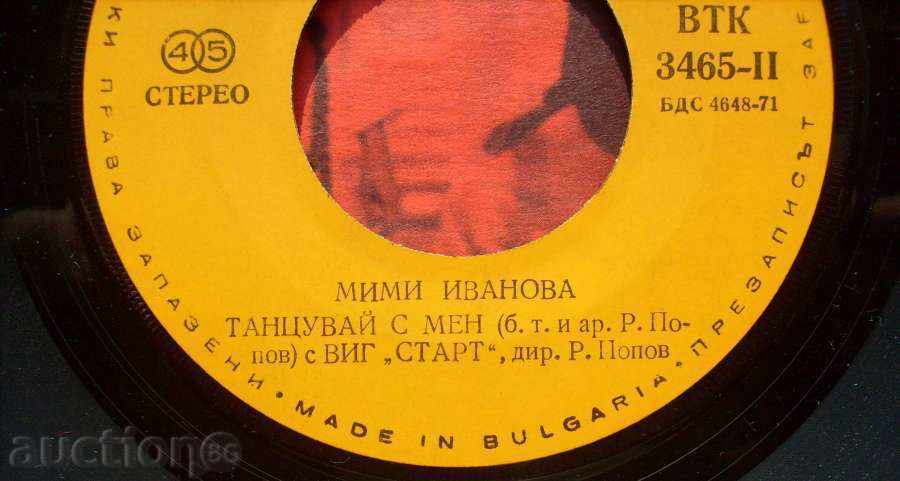 45
СТЕРЕО
ВТК
3465-II
БДС 4648-71
МИМИ ИВАНОВА
ТАНЦУВАЙ С МЕН (б. т. и ар. Р. По-
пов) с ВИГ „СТАРТ“, дир. Р. Попов
КИ ПРАВА ЗАПАЗЕНИ • MADE IN BULGARIA • ПРЕЗАПИСЪТ ЗАБ
auction.bg